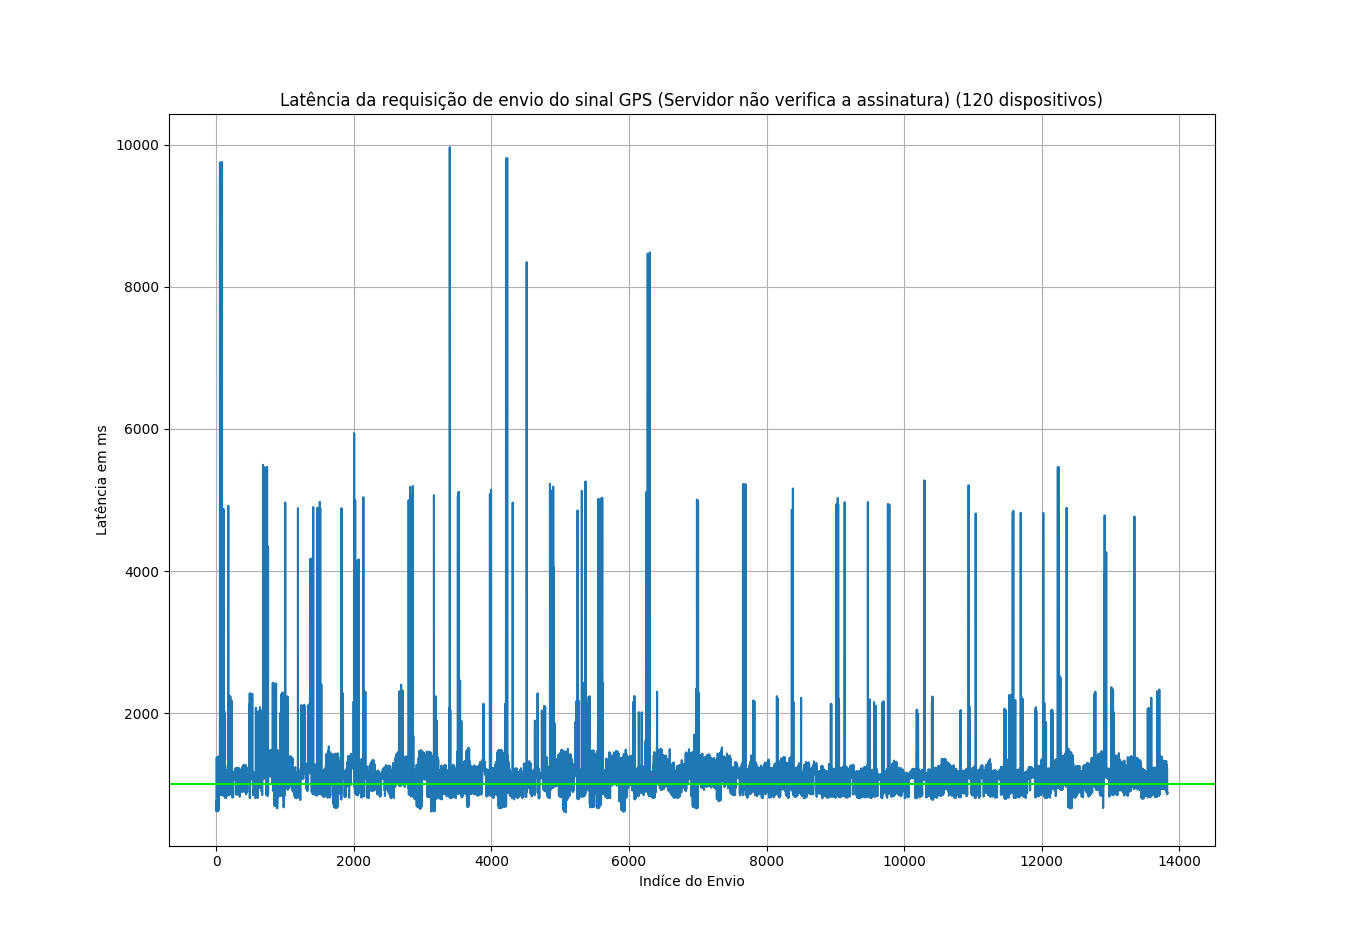 Latência da requisição de envio do sinal GPS (Servidor não verifica a assinatura) (120 dispositivos)
10000
8000
6000
4000
2000
Latência em ms
0 2000 4000 6000 8000 10000 12000 14000
Indíce do Envio